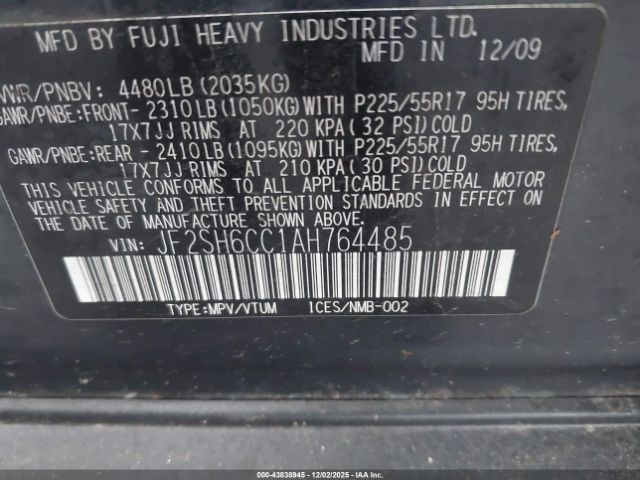 MFD BY FUJI HEAVY INDUSTRIES LTD.
MFD IN 12/09
GVWR/PNBV: 4480LB (2035KG)
GAWR/PNBE:FRONT- 2310LB (1050KG) WITH P225/55R17 95H TIRES,
17X7JJ RIMS AT 220 KPA (32 PSI) COLD
GAWR/PNBE:REAR - 2410LB (1095KG) WITH P225/55R17 95H TIRES,
17X7JJ RIMS AT 210 KPA (30 PSI) COLD
THIS VEHICLE CONFORMS TO ALL APPLICABLE FEDERAL MOTOR
VEHICLE SAFETY AND THEFT PREVENTION STANDARDS IN EFFECT
ON THE DATE OF MANUFACTURE SHOWN ABOVE.
VIN: JF2SH6CC1AH764485
TYPE:MPV/VTUM ICES/NMB-002
000-43838945 - 12/02/2025 - IAAI.COM